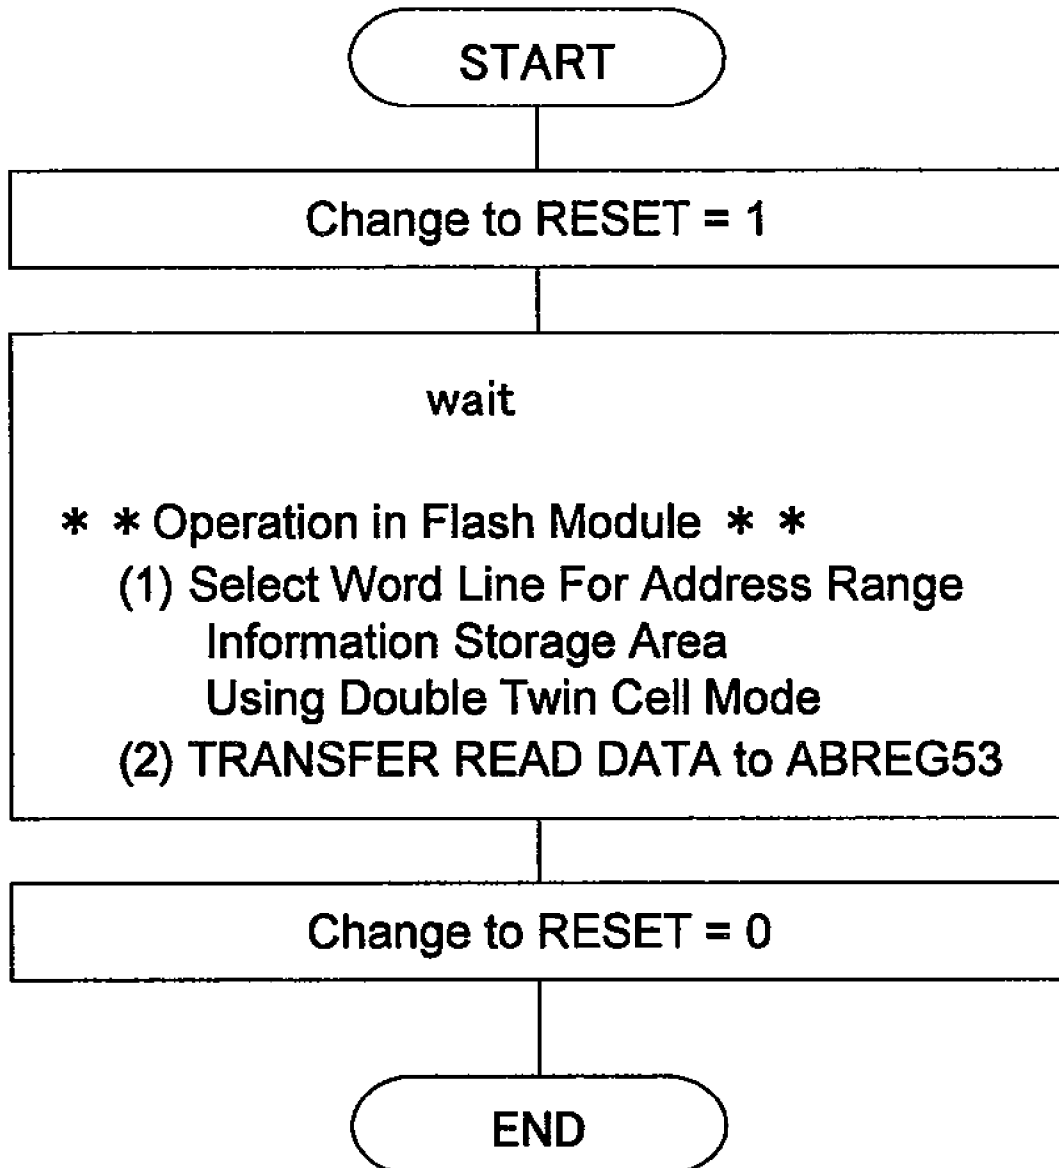 START
Change to RESET = 1
wait
* * Operation in Flash Module * *
(1) Select Word Line For Address Range
Information Storage Area
Using Double Twin Cell Mode
(2) TRANSFER READ DATA to ABREG53
Change to RESET = 0
END